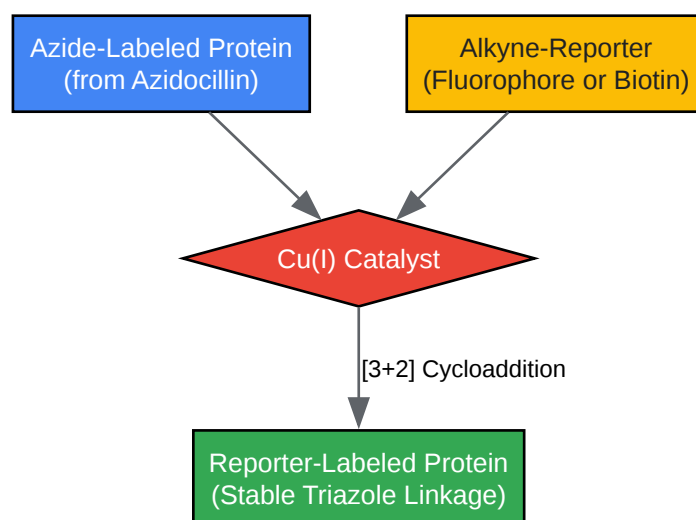 Azide-Labeled Protein
(from Azidocillin)
Alkyne-Reporter
(Fluorophore or Biotin)
Cu(I) Catalyst
[3+2] Cycloaddition
Reporter-Labeled Protein
(Stable Triazole Linkage)